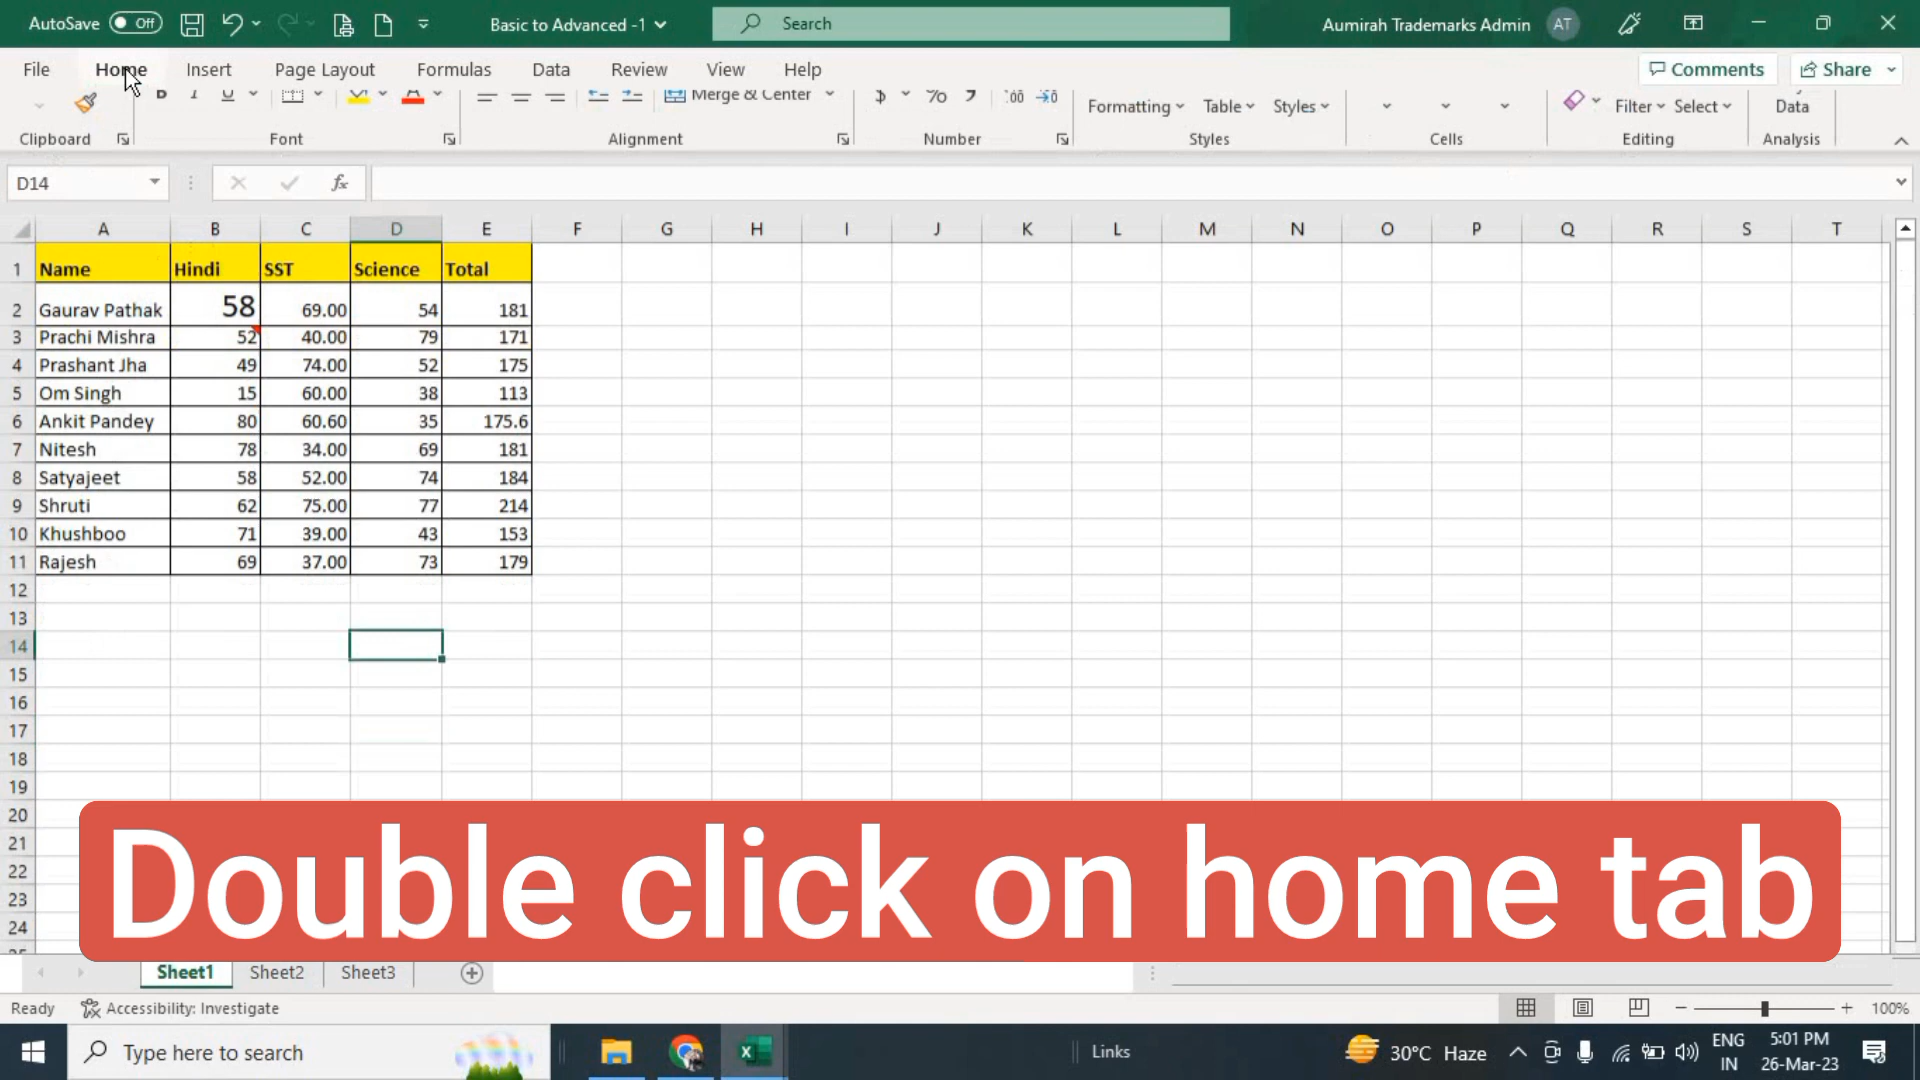 AutoSave Off Basic to Advanced -1 Search Aumirah Trademarks Admin AT
File Home Insert Page Layout Formulas Data Review View Help Comments Share
B I U Merge & Center $ % Formatting Table Styles Filter Select Data
Clipboard Font Alignment Number Styles Cells Editing Analysis
D14 fx
A B C D E F G H I J K L M N O P Q R S T
1 Name Hindi SST Science Total
2 Gaurav Pathak 58 69.00 54 181
3 Prachi Mishra 52 40.00 79 171
4 Prashant Jha 49 74.00 52 175
5 Om Singh 15 60.00 38 113
6 Ankit Pandey 80 60.60 35 175.6
7 Nitesh 78 34.00 69 181
8 Satyajeet 58 52.00 74 184
9 Shruti 62 75.00 77 214
10 Khushboo 71 39.00 43 153
11 Rajesh 69 37.00 73 179
12
13
14
15
16
17
18
19
20
21
22
23
24
Double click on home tab
Sheet1 Sheet2 Sheet3
Ready Accessibility: Investigate 100%
Type here to search Links 30°C Haze ENG IN 5:01 PM 26-Mar-23